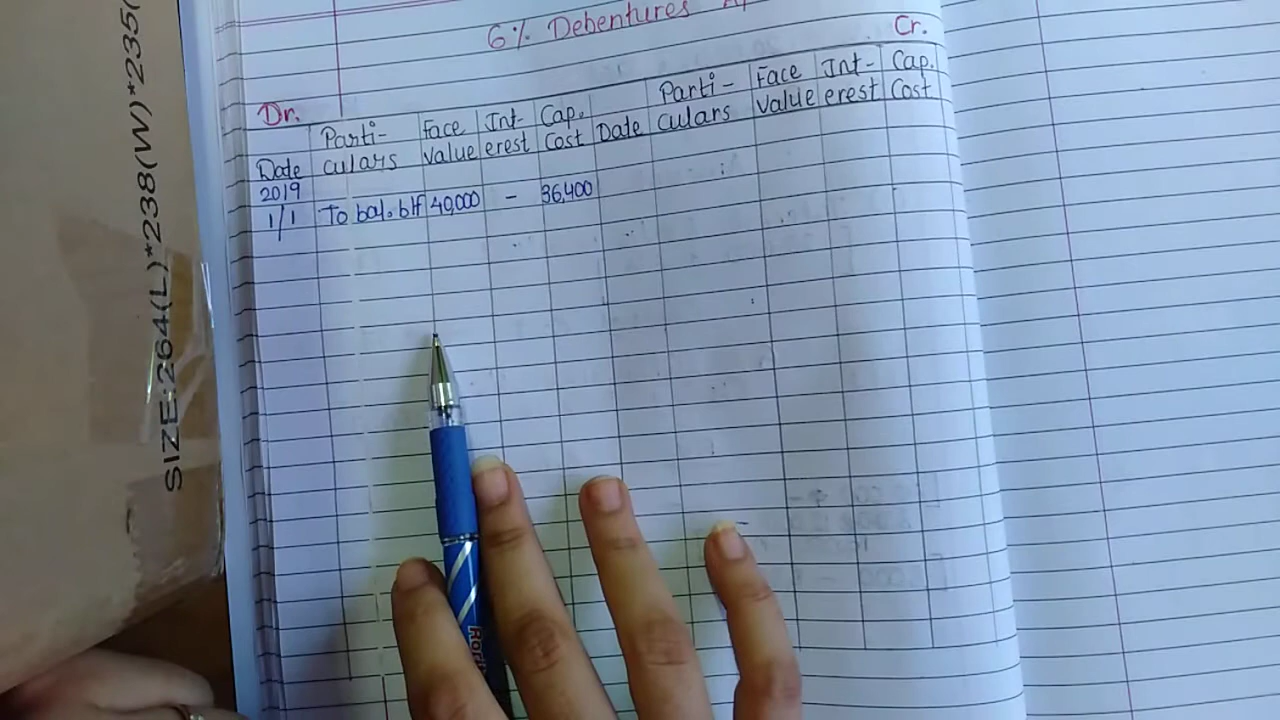 6% Debentures
Dr. Cr.
Date Parti- culars Face value Int- erest Cap. Cost Date Parti- culars Face value Int- erest Cap. Cost
2019
1/1 To bal. b/f 40,000 - 36,400
SIZE:264(L)*238(W)*235(